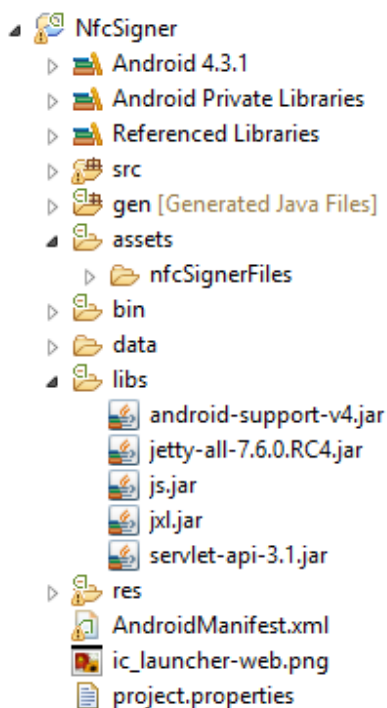 NfcSigner
Android 4.3.1
Android Private Libraries
Referenced Libraries
src
gen [Generated Java Files]
assets
nfcSignerFiles
bin
data
libs
android-support-v4.jar
jetty-all-7.6.0.RC4.jar
js.jar
jxl.jar
servlet-api-3.1.jar
res
AndroidManifest.xml
ic_launcher-web.png
project.properties